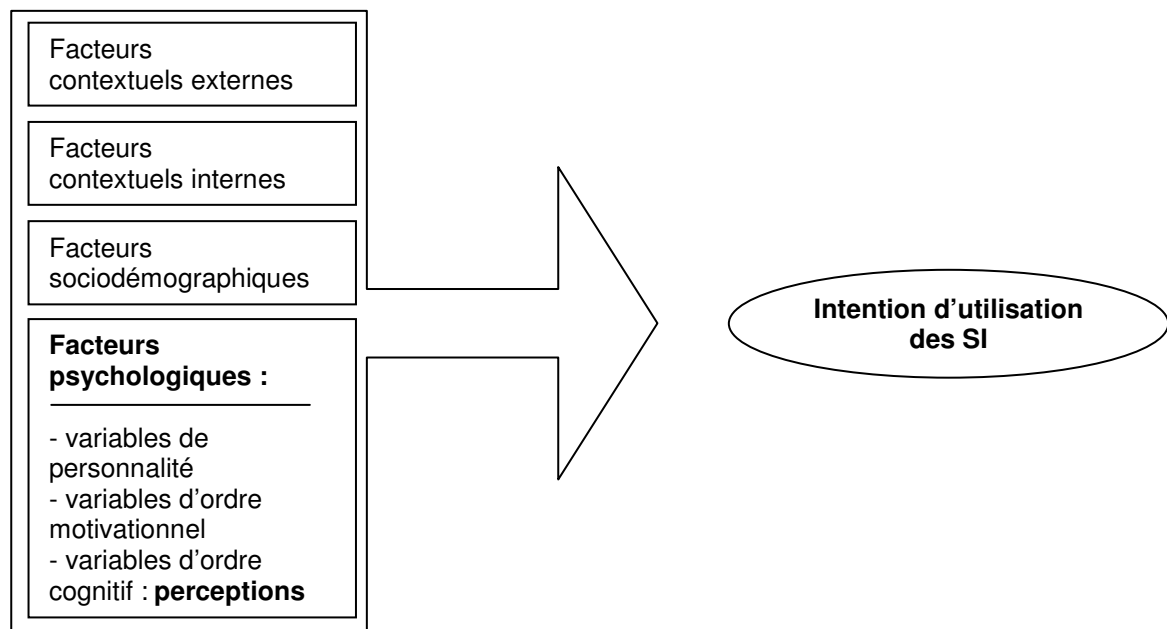 Facteurs
contextuels externes
Facteurs
contextuels internes
Facteurs
sociodémographiques
Facteurs
psychologiques :
- variables de
personnalité
- variables d'ordre
motivationnel
- variables d'ordre
cognitif : perceptions
Intention d'utilisation
des SI